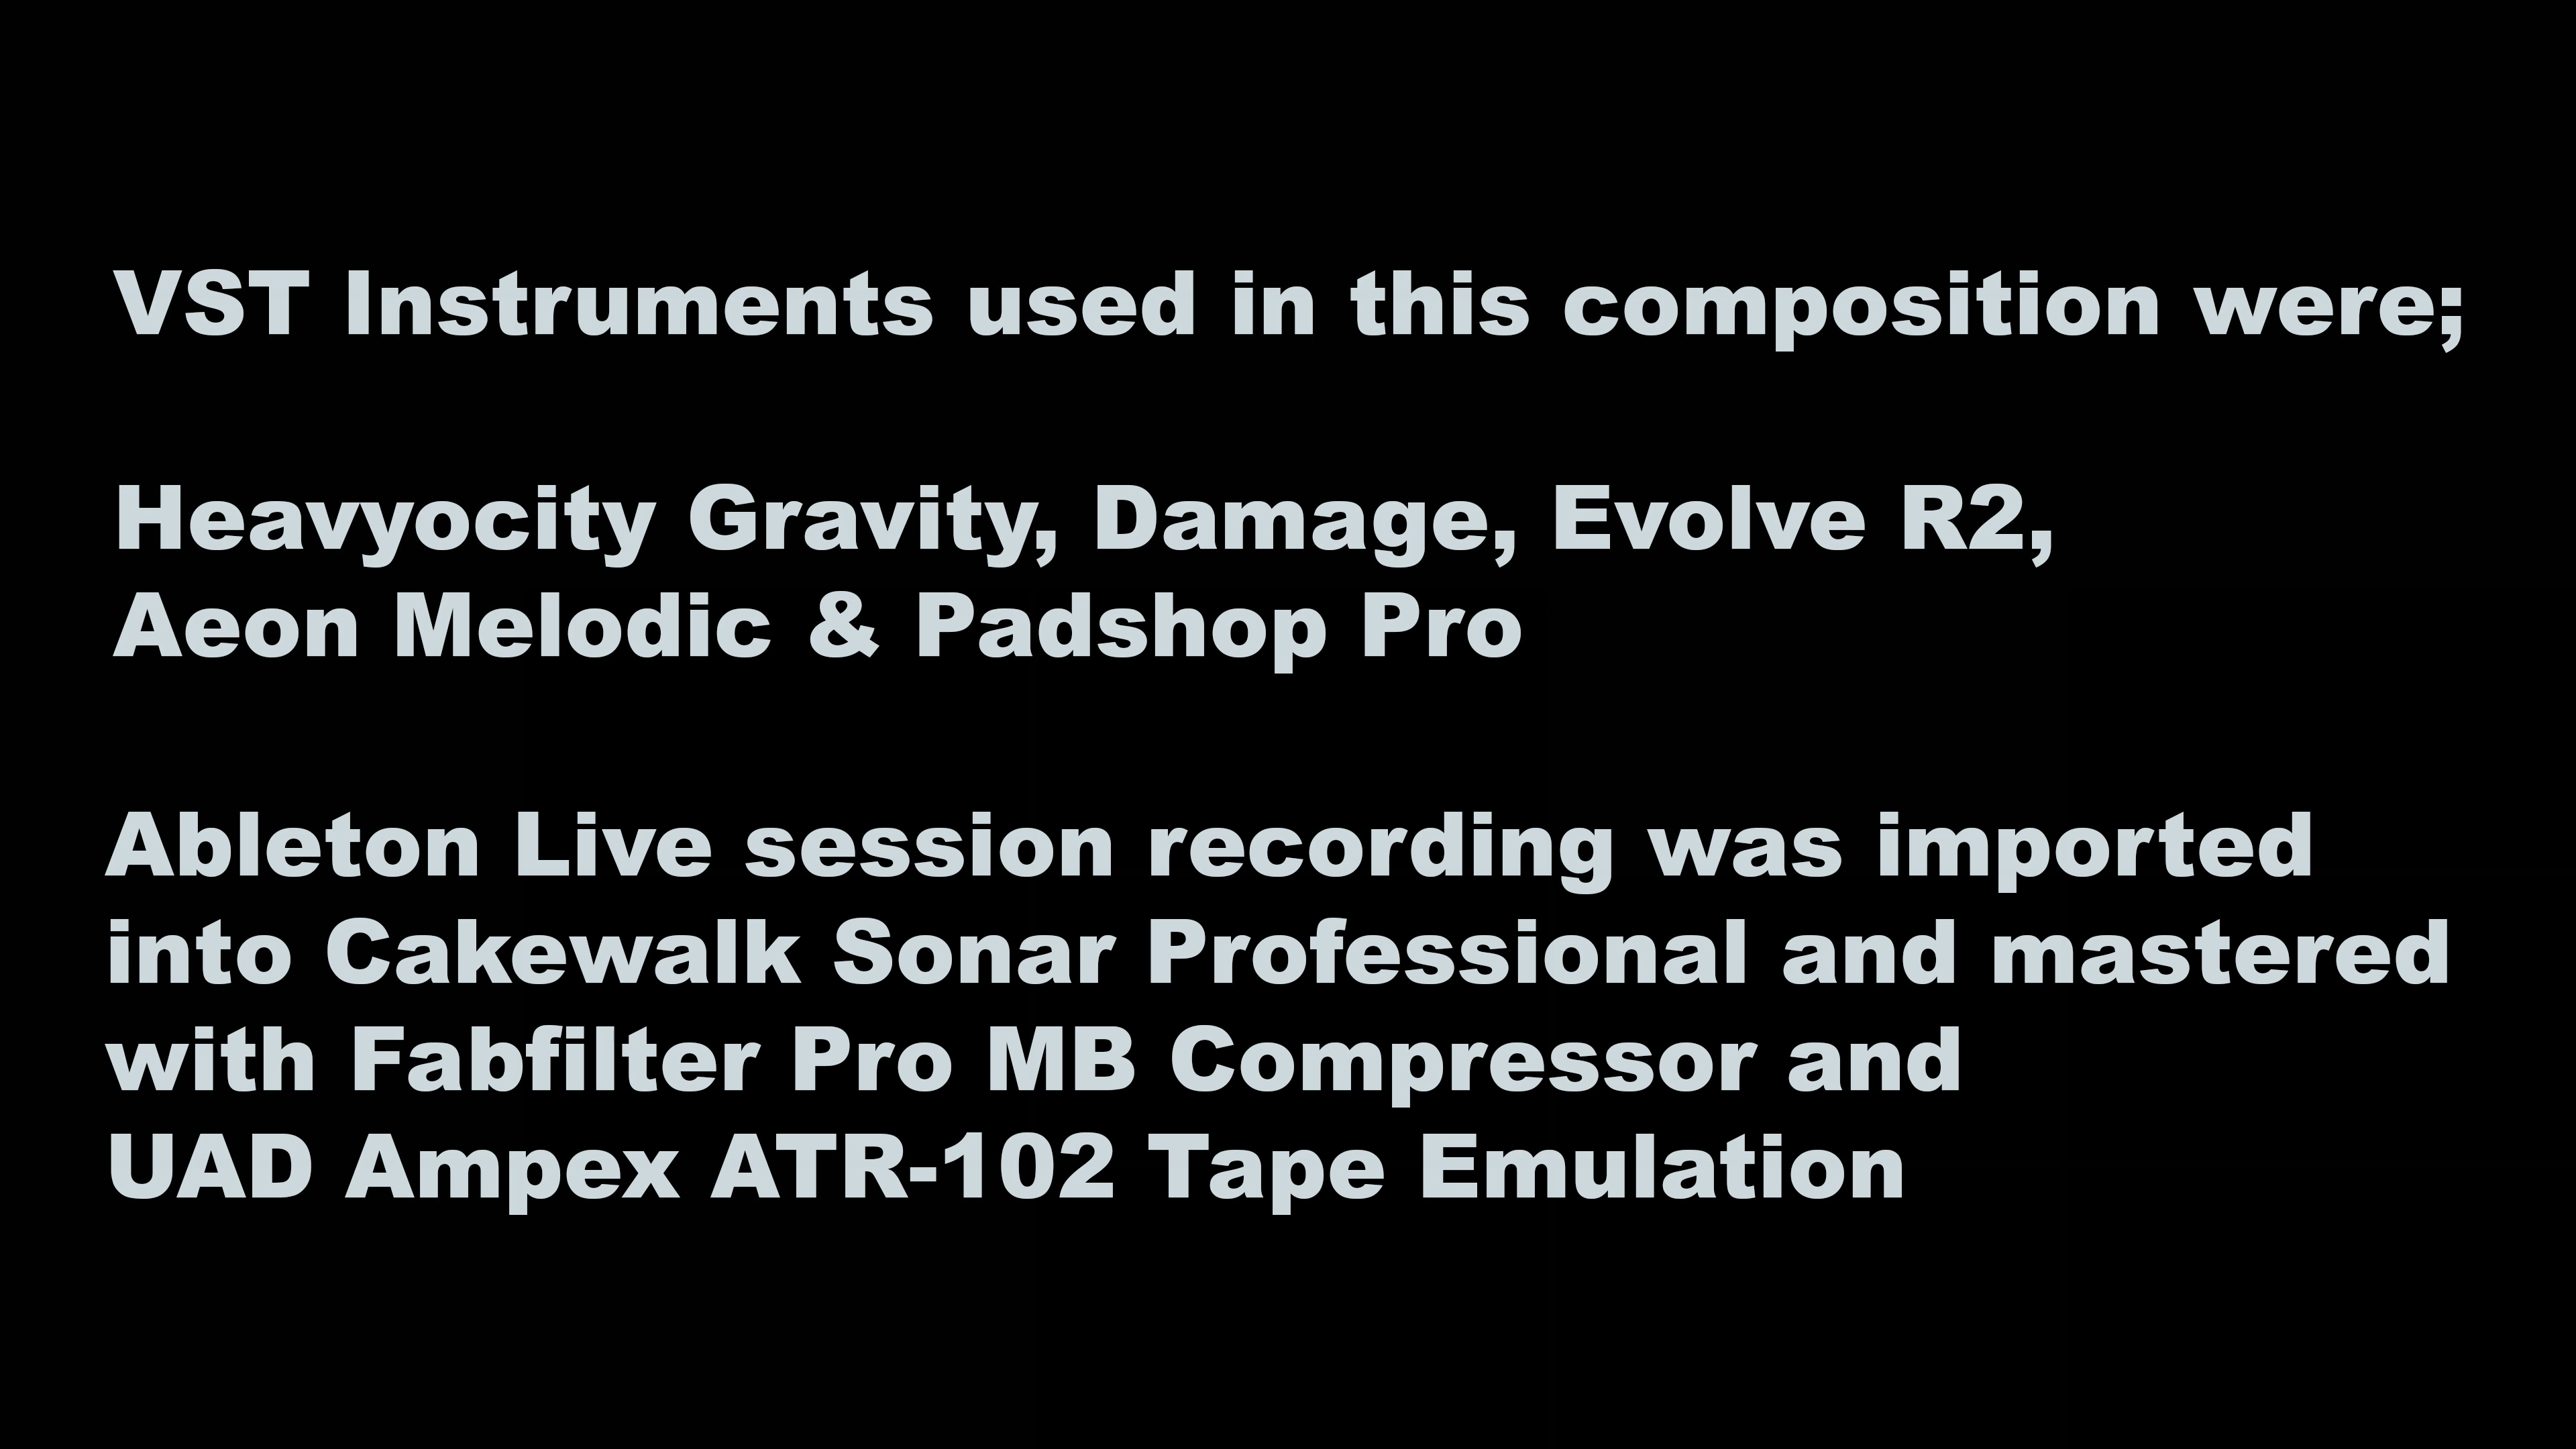 VST Instruments used in this composition were;
Heavyocity Gravity, Damage, Evolve R2,
Aeon Melodic & Padshop Pro
Ableton Live session recording was imported
into Cakewalk Sonar Professional and mastered
with Fabfilter Pro MB Compressor and
UAD Ampex ATR-102 Tape Emulation